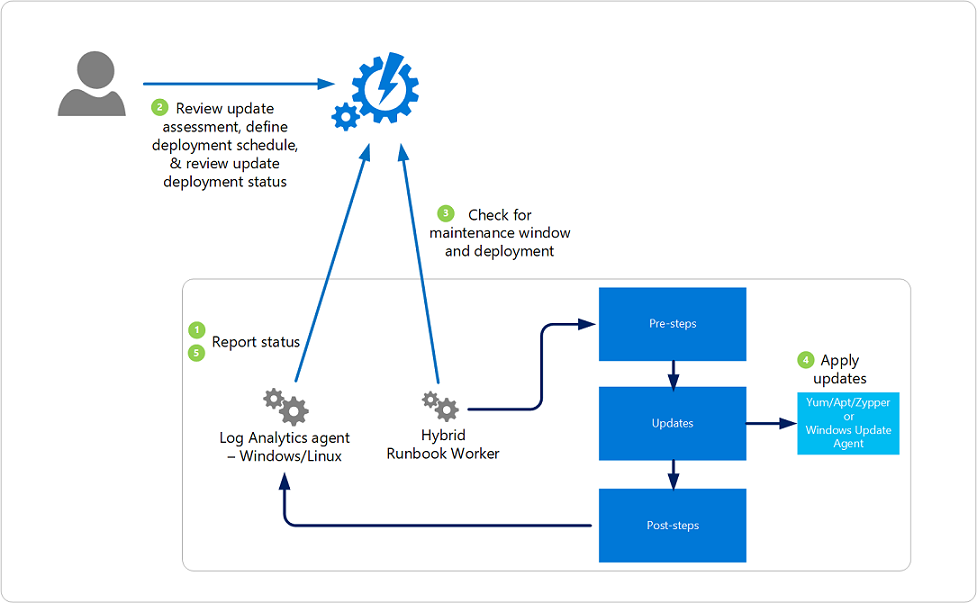 2 Review update
assessment, define
deployment schedule,
& review update
deployment status
3 Check for
maintenance window
and deployment
1
5
Report status
Log Analytics agent
– Windows/Linux
Hybrid
Runbook Worker
Pre-steps
Updates
Post-steps
4 Apply
updates
Yum/Apt/Zypper
or
Windows Update
Agent